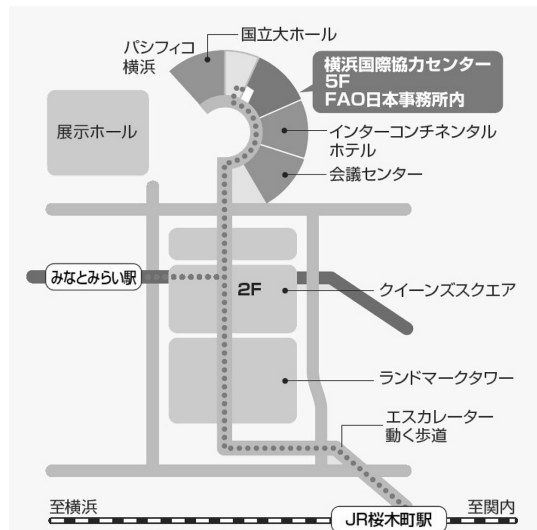 国立大ホール
パシフィコ
横浜
横浜国際協力センター
5F
FAO日本事務所内
展示ホール
インターコンチネンタル
ホテル
会議センター
みなとみらい駅
2F
クイーンズスクエア
ランドマークタワー
エスカレーター
動く歩道
至横浜
JR桜木町駅
至関内